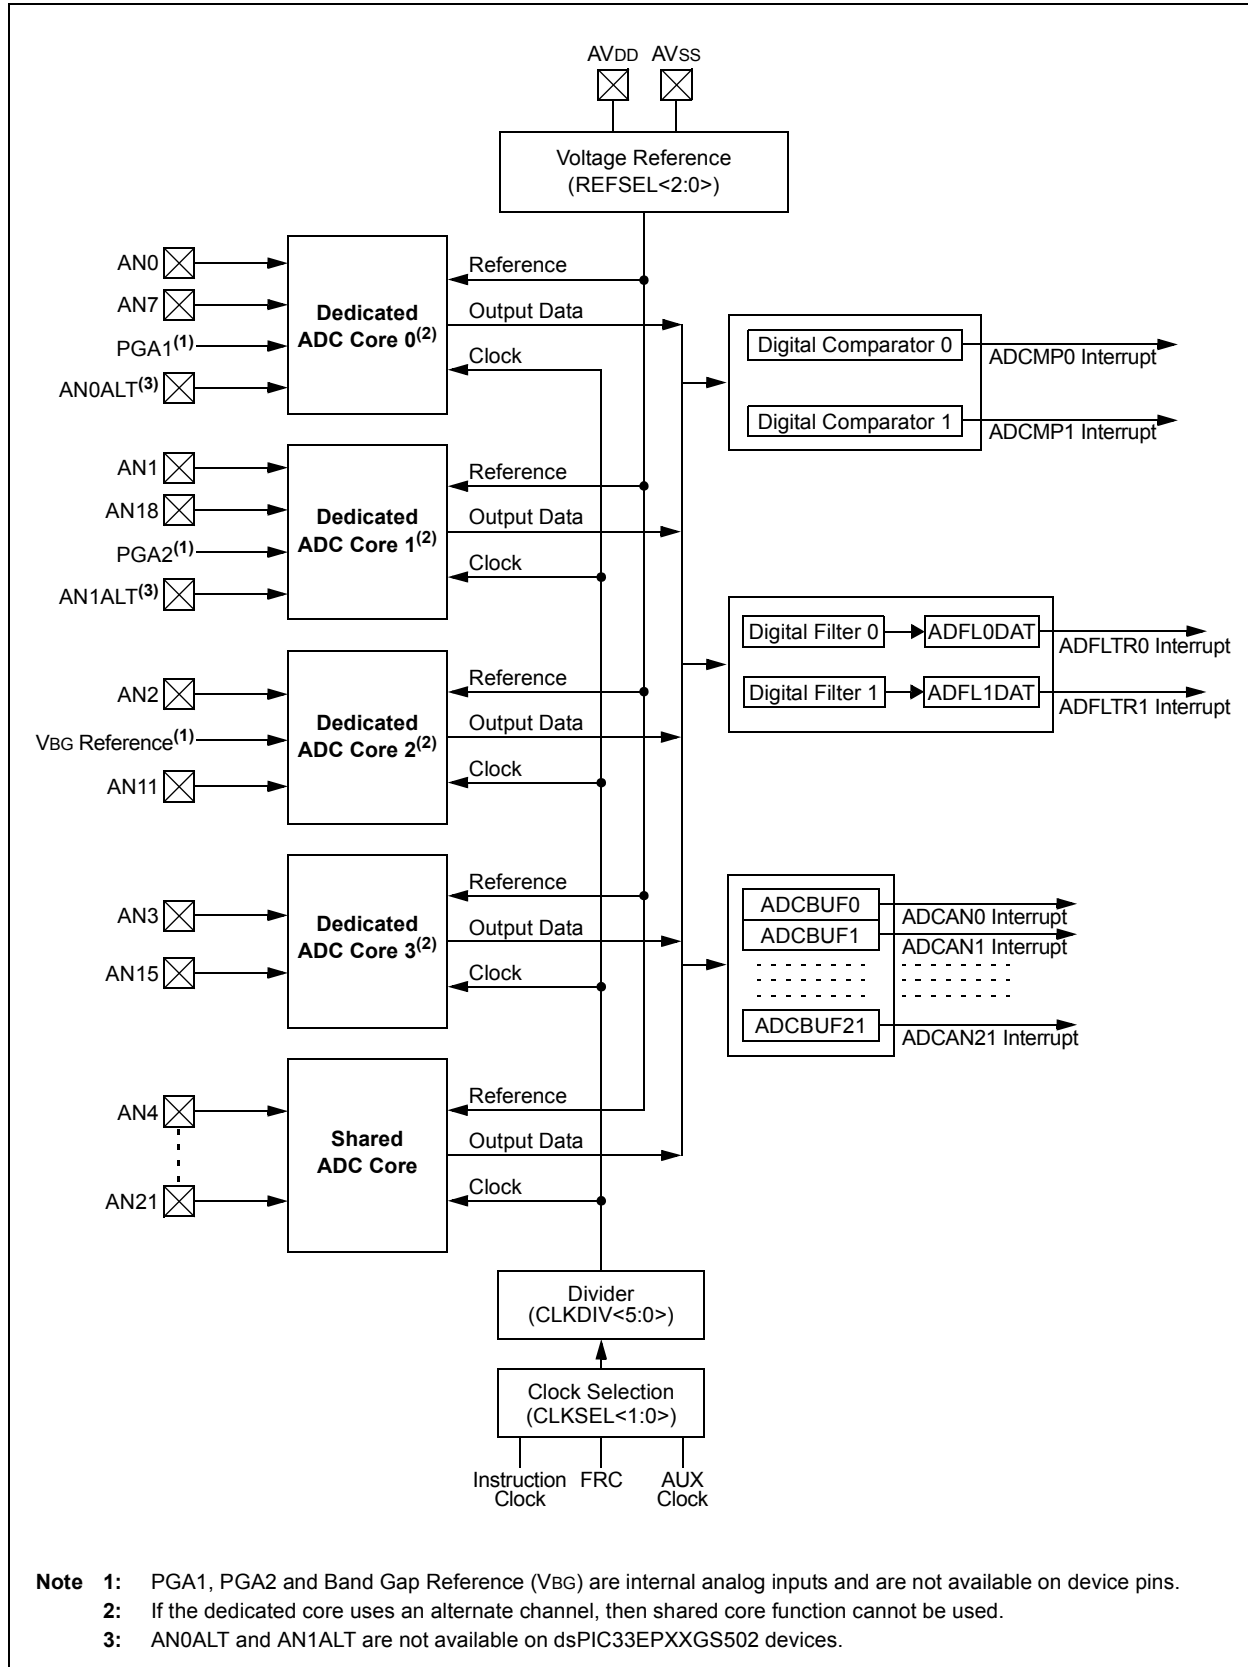 AVDD AVSS
Voltage Reference
(REFSEL<2:0>)
AN0
AN7
PGA1(1)
AN0ALT(3)
Dedicated
ADC Core 0(2)
Reference
Output Data
Clock
Digital Comparator 0
ADCMP0 Interrupt
Digital Comparator 1
ADCMP1 Interrupt
AN1
AN18
PGA2(1)
AN1ALT(3)
Dedicated
ADC Core 1(2)
Reference
Output Data
Clock
Digital Filter 0
ADFL0DAT
ADFLTR0 Interrupt
Digital Filter 1
ADFL1DAT
ADFLTR1 Interrupt
AN2
VBG Reference(1)
AN11
Dedicated
ADC Core 2(2)
Reference
Output Data
Clock
AN3
AN15
Dedicated
ADC Core 3(2)
Reference
Output Data
Clock
ADCBUF0
ADCAN0 Interrupt
ADCBUF1
ADCAN1 Interrupt
ADCBUF21
ADCAN21 Interrupt
AN4
AN21
Shared
ADC Core
Reference
Output Data
Clock
Divider
(CLKDIV<5:0>)
Clock Selection
(CLKSEL<1:0>)
Instruction
Clock
FRC
AUX
Clock
Note 1: PGA1, PGA2 and Band Gap Reference (VBG) are internal analog inputs and are not available on device pins.
2: If the dedicated core uses an alternate channel, then shared core function cannot be used.
3: AN0ALT and AN1ALT are not available on dsPIC33EPXXGS502 devices.